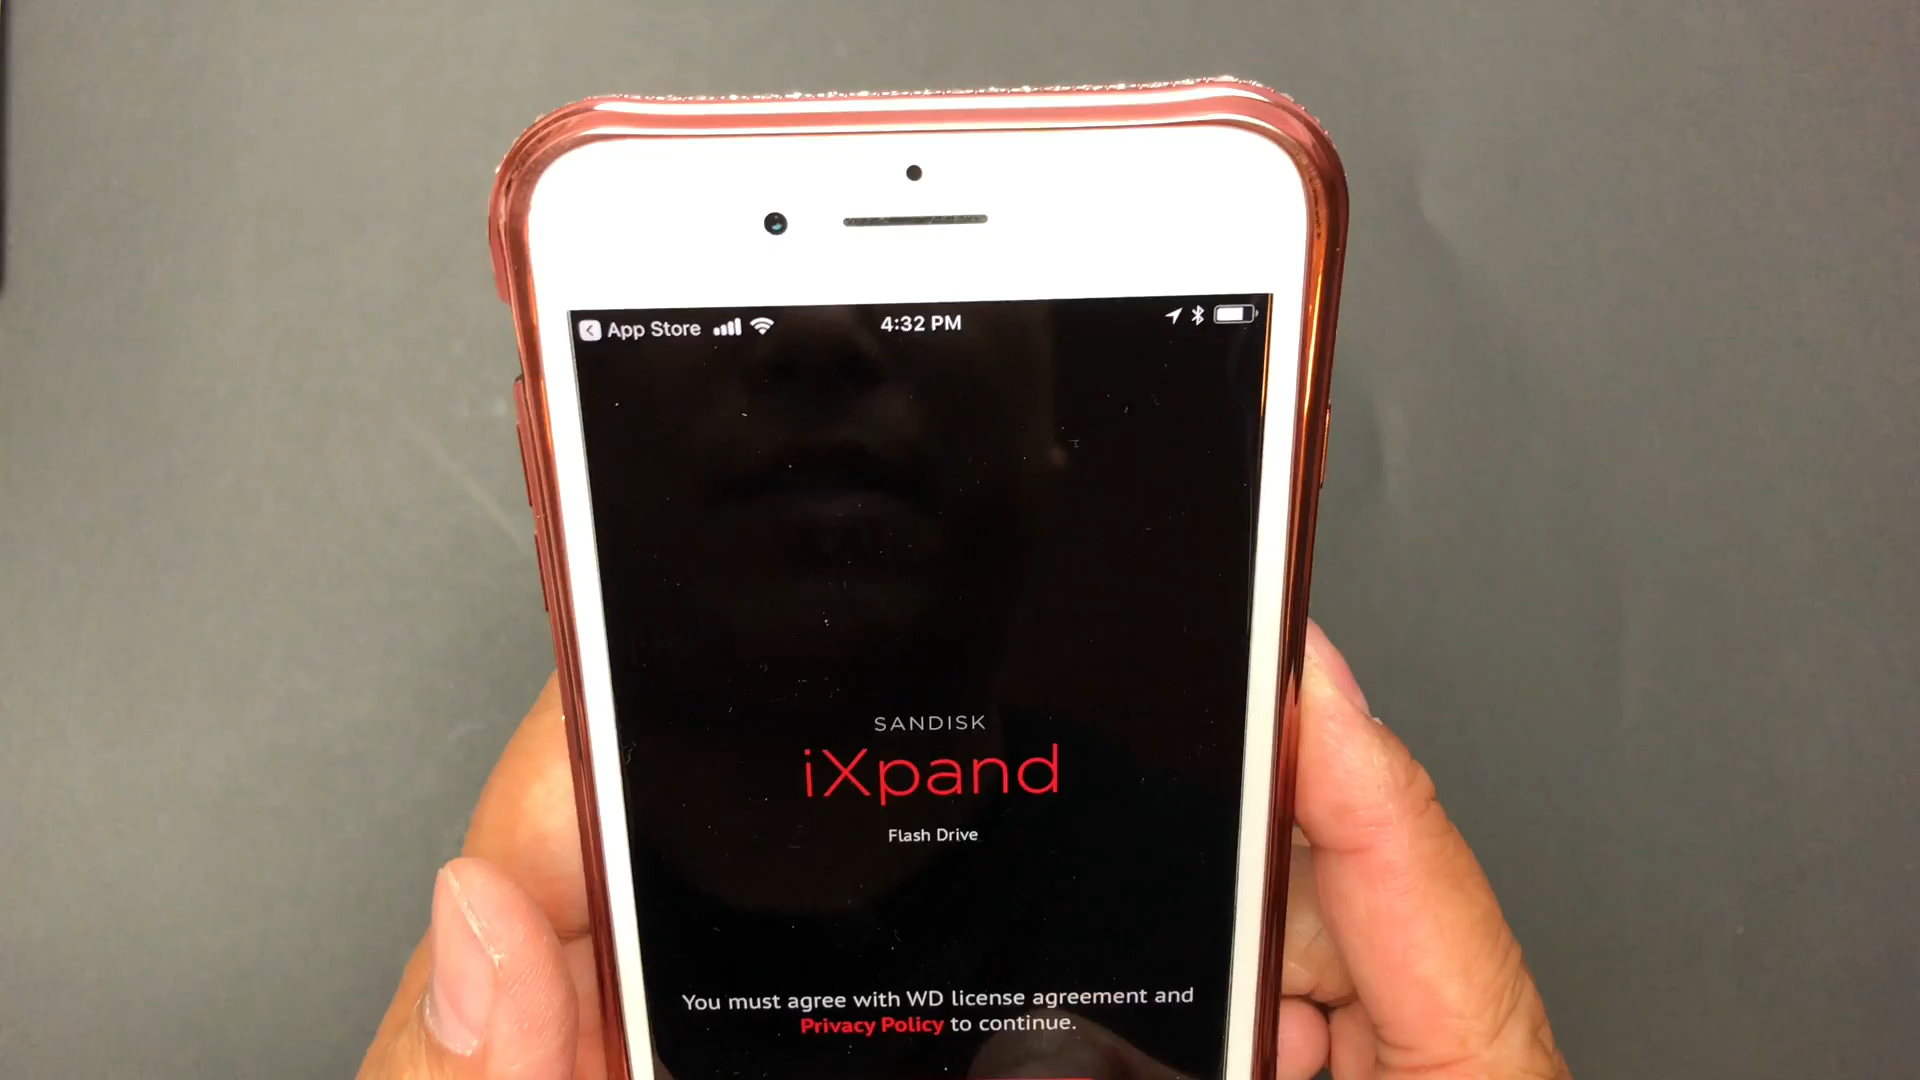 App Store 4:32 PM
SANDISK
iXpand
Flash Drive
You must agree with WD license agreement and
Privacy Policy to continue.